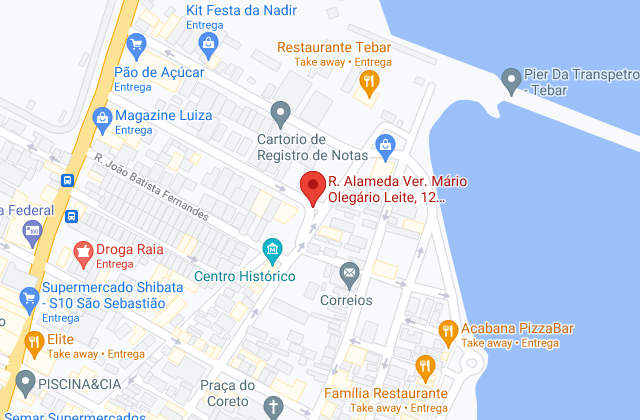 Kit Festa da Nadir
Entrega
Restaurante Tebar
Take away • Entrega
Pão de Açúcar
Entrega
Pier Da Transpetro
- Tebar
Magazine Luiza
Entrega
Cartorio de
Registro de Notas
R. João Batista Fernandes
R. Alameda Ver. Mário
Olegário Leite, 12...
a Federal
Droga Raia
Entrega
Centro Histórico
Supermercado Shibata
- S10 São Sebastião
Correios
o
Elite
Take away • Entrega
Acabana PizzaBar
Take away • Entrega
PISCINA&CIA
Praça do
Coreto
Família Restaurante
Take away • Entrega
Semar Supermercados